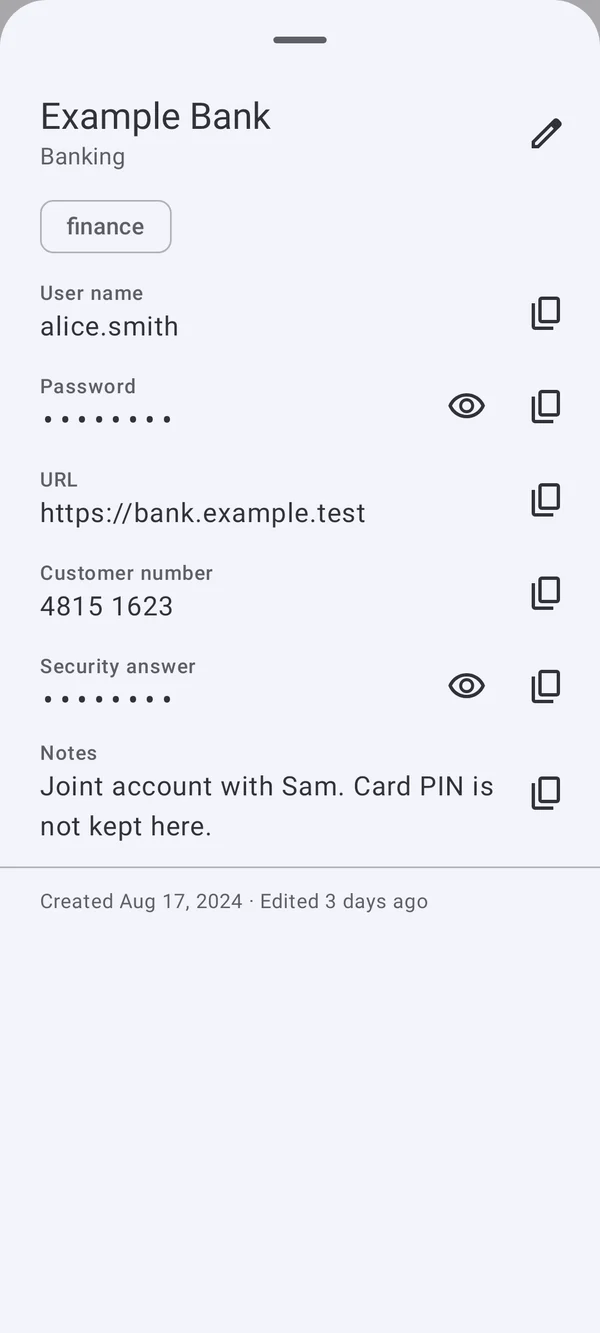 Example Bank
Banking
finance
User name
alice.smith
Password
••••••••
URL
https://bank.example.test
Customer number
4815 1623
Security answer
••••••••
Notes
Joint account with Sam. Card PIN is
not kept here.
Created Aug 17, 2024 · Edited 3 days ago